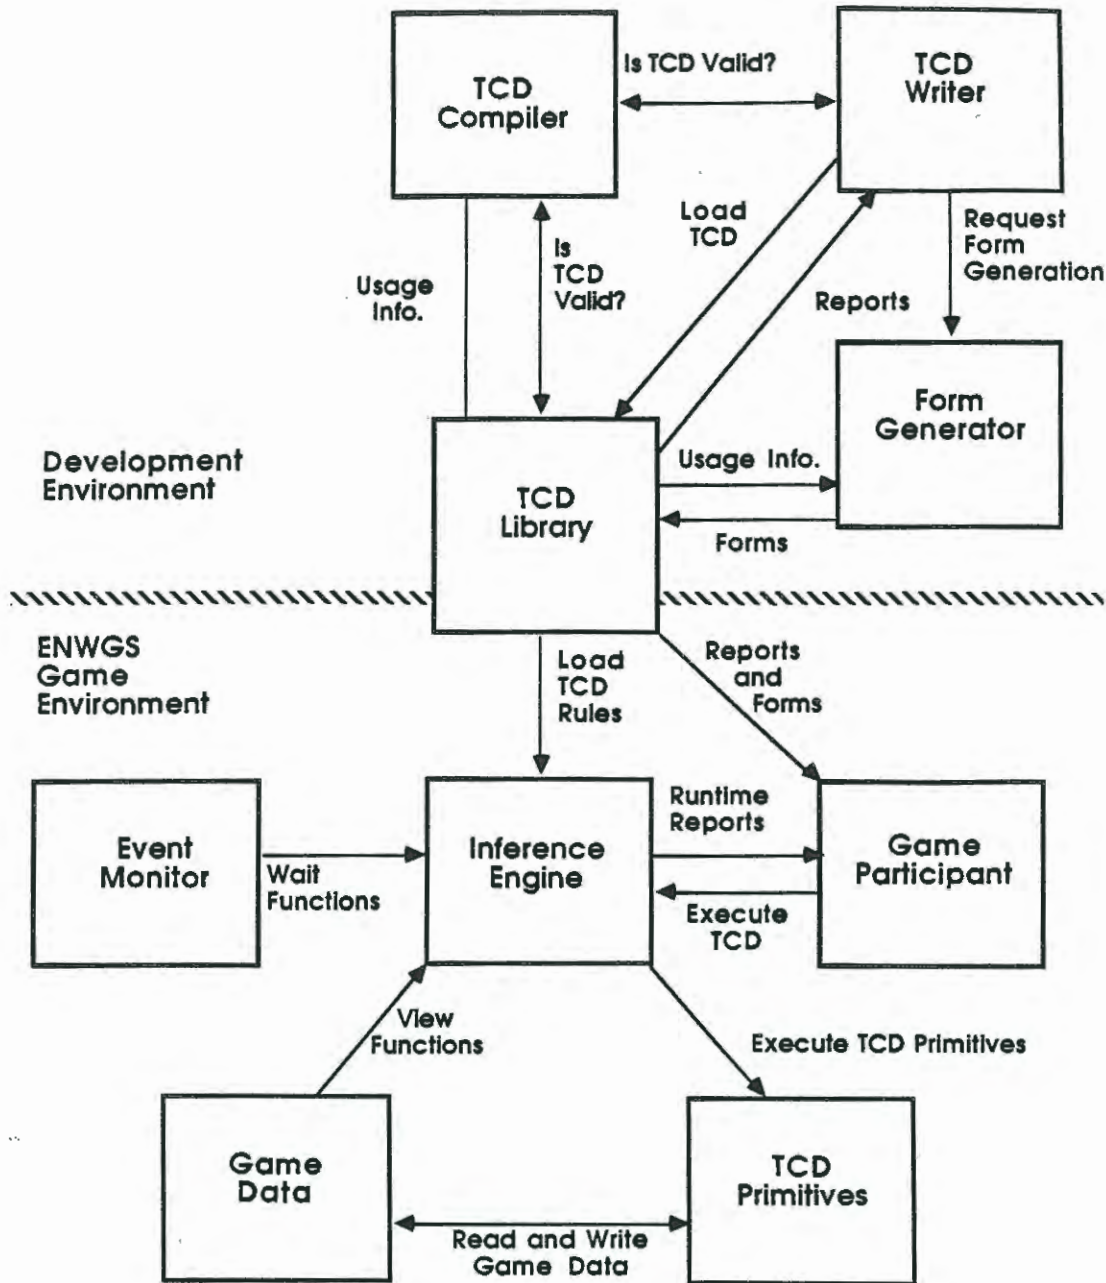 TCD
Compiler
Is TCD Valid?
TCD
Writer
Load
TCD
Request
Form
Generation
Usage
Info.
Is
TCD
Valid?
Reports
Form
Generator
Development
Environment
TCD
Library
Usage Info.
Forms
ENWGS
Game
Environment
Load
TCD
Rules
Reports
and
Forms
Event
Monitor
Wait
Functions
Inference
Engine
Runtime
Reports
Execute
TCD
Game
Participant
View
Functions
Execute TCD Primitives
Game
Data
Read and Write
Game Data
TCD
Primitives